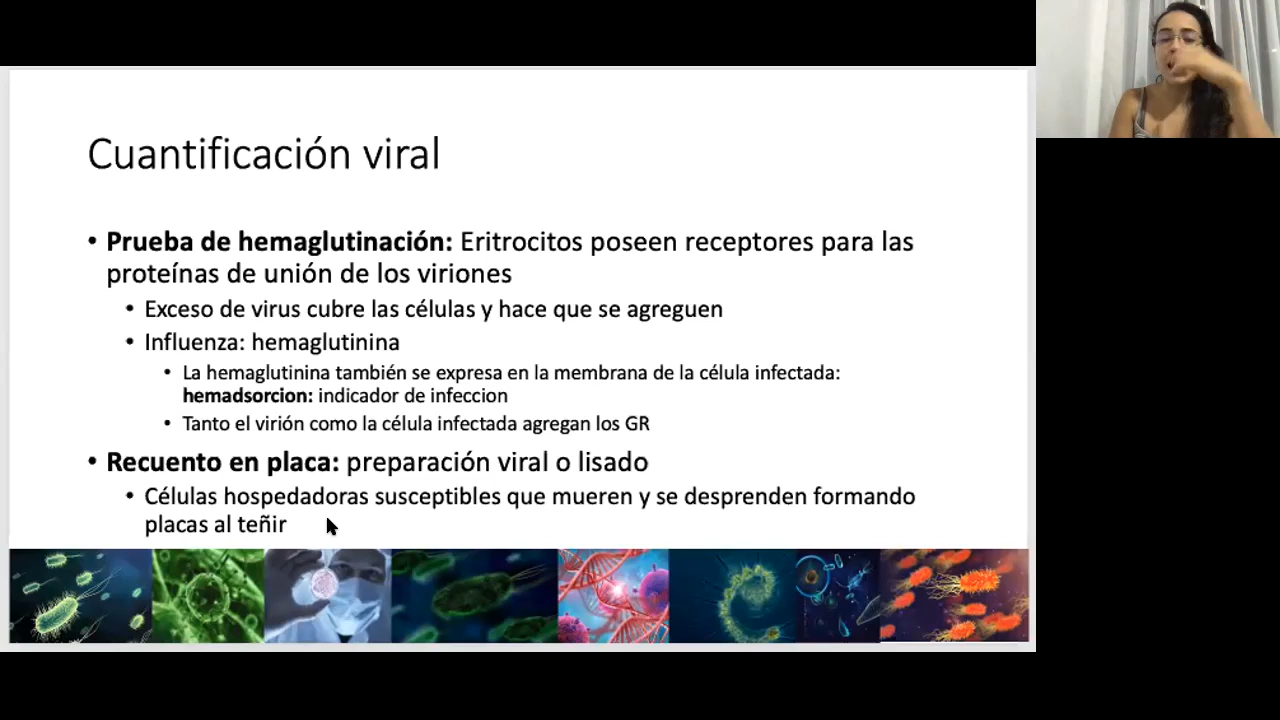 Cuantificación viral
• Prueba de hemaglutinación: Eritrocitos poseen receptores para las
proteínas de unión de los viriones
• Exceso de virus cubre las células y hace que se agreguen
• Influenza: hemaglutinina
• La hemaglutinina también se expresa en la membrana de la célula infectada:
hemadsorcion: indicador de infeccion
• Tanto el virión como la célula infectada agregan los GR
• Recuento en placa: preparación viral o lisado
• Células hospedadoras susceptibles que mueren y se desprenden formando
placas al teñir